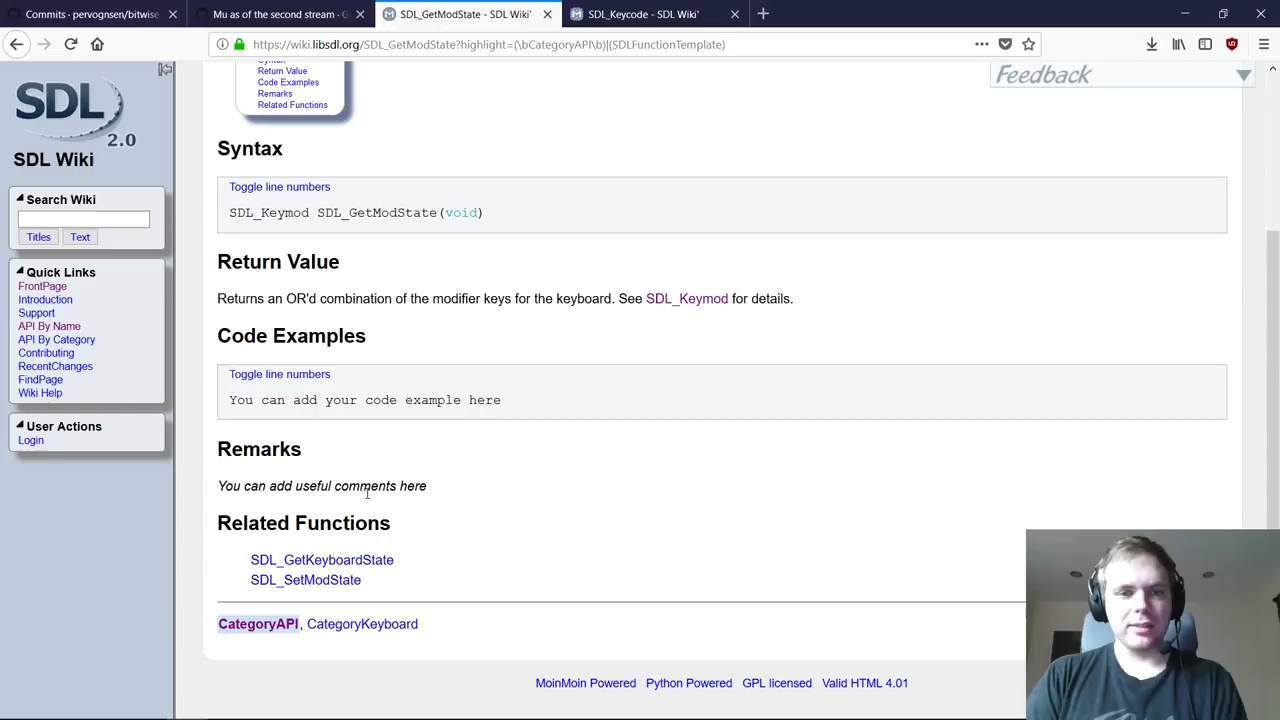 Commits · pervognsen/bitwise
Mu as of the second stream · G
SDL_GetModState - SDL Wiki'
SDL_Keycode - SDL Wiki'
https://wiki.libsdl.org/SDL_GetModState?highlight=(\bCategoryAPI\b)|(SDLFunctionTemplate)
SDL
2.0
SDL Wiki
Search Wiki
Titles Text
Quick Links
FrontPage
Introduction
Support
API By Name
API By Category
Contributing
RecentChanges
FindPage
Wiki Help
User Actions
Login
Syntax
Return Value
Code Examples
Remarks
Related Functions
Feedback
Syntax
Toggle line numbers
SDL_Keymod SDL_GetModState(void)
Return Value
Returns an OR'd combination of the modifier keys for the keyboard. See SDL_Keymod for details.
Code Examples
Toggle line numbers
You can add your code example here
Remarks
You can add useful comments here
Related Functions
SDL_GetKeyboardState
SDL_SetModState
CategoryAPI, CategoryKeyboard
MoinMoin Powered Python Powered GPL licensed Valid HTML 4.01